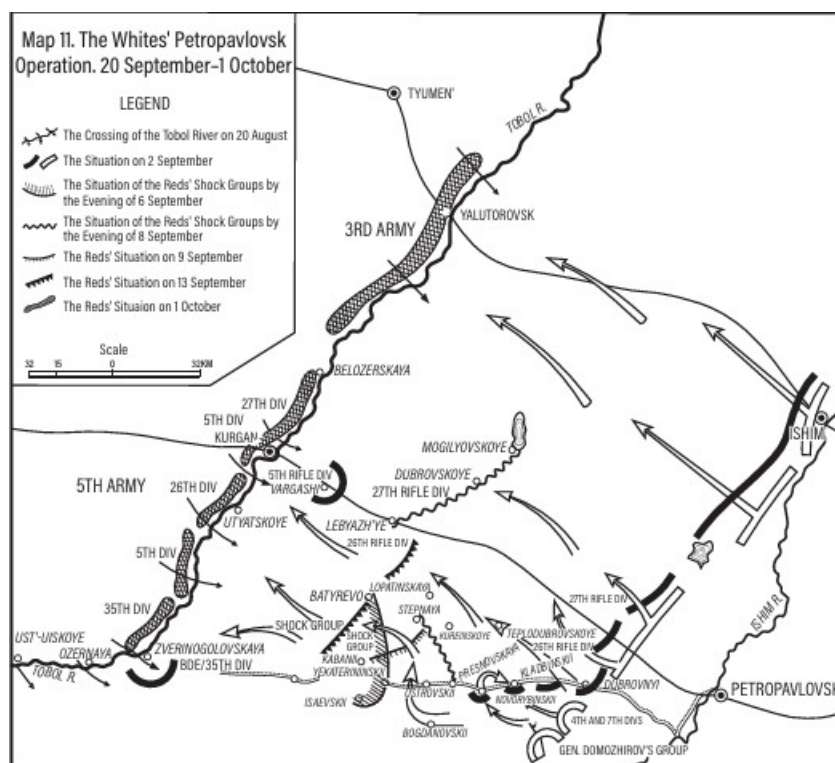 Map 11. The Whites' Petropavlovsk
Operation. 20 September–1 October
LEGEND
The Crossing of the Tobol River on 20 August
The Situation on 2 September
The Situation of the Reds' Shock Groups by
the Evening of 6 September
The Situation of the Reds' Shock Groups by
the Evening of 8 September
The Reds' Situation on 9 September
The Reds' Situation on 13 September
The Reds' Situaion on 1 October
Scale
32 15 0 32KM
TYUMEN'
TOBOL R.
YALUTOROVSK
3RD ARMY
BELOZERSKAYA
27TH DIV
5TH DIV
KURGAN
ISHIM
MOGILYOVSKOYE
5TH ARMY
26TH DIV
5TH RIFLE DIV
VARGASHI
DUBROVSKOYE
27TH RIFLE DIV
UTYATSKOYE
LEBYAZH'YE
26TH RIFLE DIV
5TH DIV
LOPATINSKAYA
BATYREVO
STEPNAYA
27TH RIFLE DIV
ISHIM R.
35TH DIV
SHOCK GROUP
SHOCK
GROUP
KUREINSKOYE
TEPLODUBROVSKOYE
26TH RIFLE DIV
UST'-UISKOYE
OZERNAYA
ZVERINOGOLOVSKAYA
BDE/35TH DIV
TOBOL R.
KABANII
YEKATERININSKII
PRESNOVSKAYA
KLADBINSKII
DUBROVNYI
PETROPAVLOVSK
ISAEVSKII
OSTROVSKII
NOVORYBINSKII
BOGDANOVSKII
4TH AND 7TH DIVS
GEN. DOMOZHIROV'S GROUP